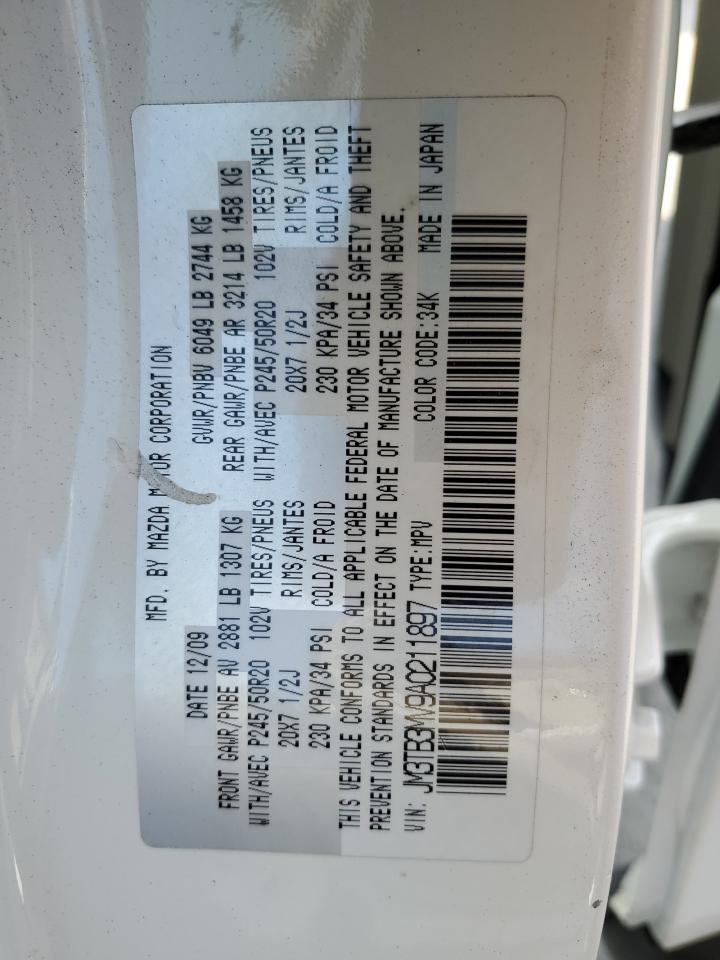 MFD. BY MAZDA MOTOR CORPORATION
DATE 12/09 GVWR/PNBV 6049 LB 2744 KG
FRONT GAWR/PNBE AV 2881 LB 1307 KG REAR GAWR/PNBE AR 3214 LB 1458 KG
WITH/AVEC P245/50R20 102V TIRES/PNEUS WITH/AVEC P245/50R20 102V TIRES/PNEUS
20X7 1/2J RIMS/JANTES 20X7 1/2J RIMS/JANTES
230 KPA/34 PSI COLD/A FROID 230 KPA/34 PSI COLD/A FROID
THIS VEHICLE CONFORMS TO ALL APPLICABLE FEDERAL MOTOR VEHICLE SAFETY AND THEFT
PREVENTION STANDARDS IN EFFECT ON THE DATE OF MANUFACTURE SHOWN ABOVE.
VIN: JM3TB3MV9A0211897 TYPE:MPV COLOR CODE:34K MADE IN JAPAN